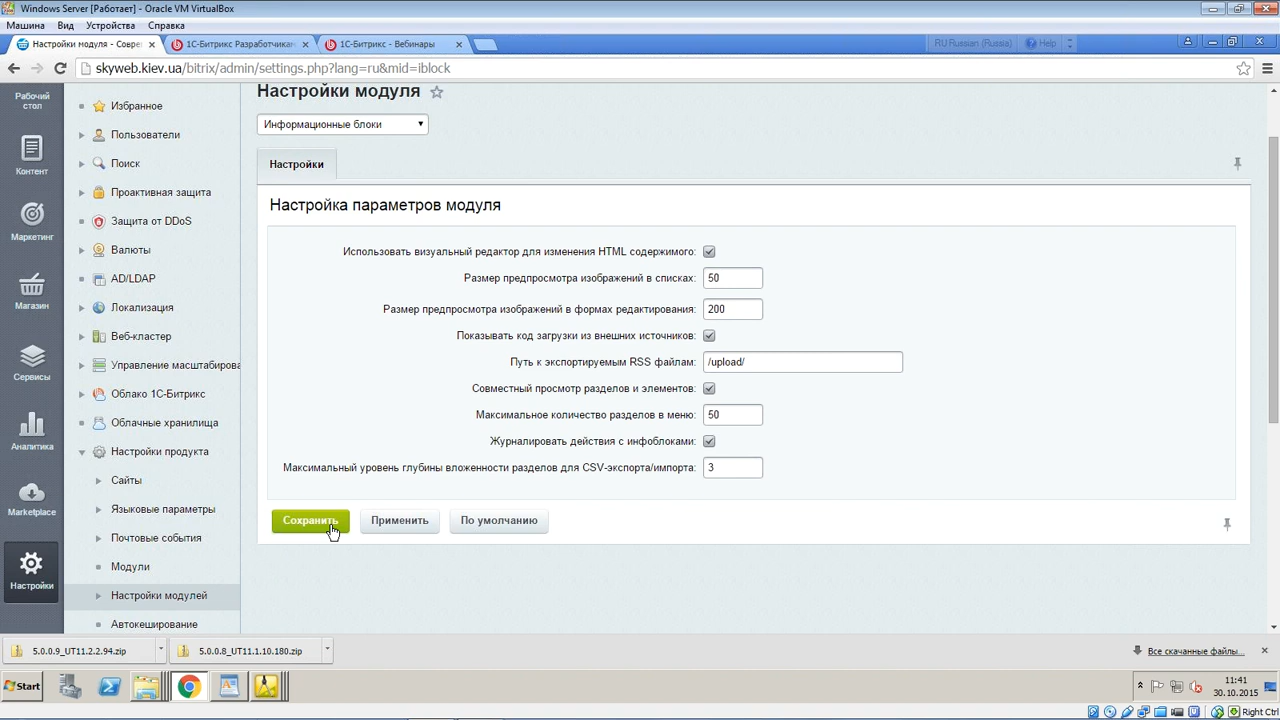 Windows Server [Работает] - Oracle VM VirtualBox
Машина Вид Устройства Справка
Настройки модуля - Совре
1С-Битрикс Разработчикам
1С-Битрикс - Вебинары
RU Russian (Russia) Help
skyweb.kiev.ua/bitrix/admin/settings.php?lang=ru&mid=iblock
Рабочий
стол
Контент
Маркетинг
Магазин
Сервисы
Аналитика
Marketplace
Настройки
Избранное
Пользователи
Поиск
Проактивная защита
Защита от DDoS
Валюты
AD/LDAP
Локализация
Веб-кластер
Управление масштабирова
Облако 1С-Битрикс
Облачные хранилища
Настройки продукта
Сайты
Языковые параметры
Почтовые события
Модули
Настройки модулей
Автокеширование
Настройки модуля
Информационные блоки
Настройки
Настройка параметров модуля
Использовать визуальный редактор для изменения HTML содержимого:
Размер предпросмотра изображений в списках: 50
Размер предпросмотра изображений в формах редактирования: 200
Показывать код загрузки из внешних источников:
Путь к экспортируемым RSS файлам: /upload/
Совместный просмотр разделов и элементов:
Максимальное количество разделов в меню: 50
Журналировать действия с инфоблоками:
Максимальный уровень глубины вложенности разделов для CSV-экспорта/импорта: 3
Сохранить Применить По умолчанию
5.0.0.9_UT11.2.2.94.zip
5.0.0.8_UT11.1.10.180.zip
Все скачанные файлы...
Start
11:41
30.10.2015
Right Ctrl